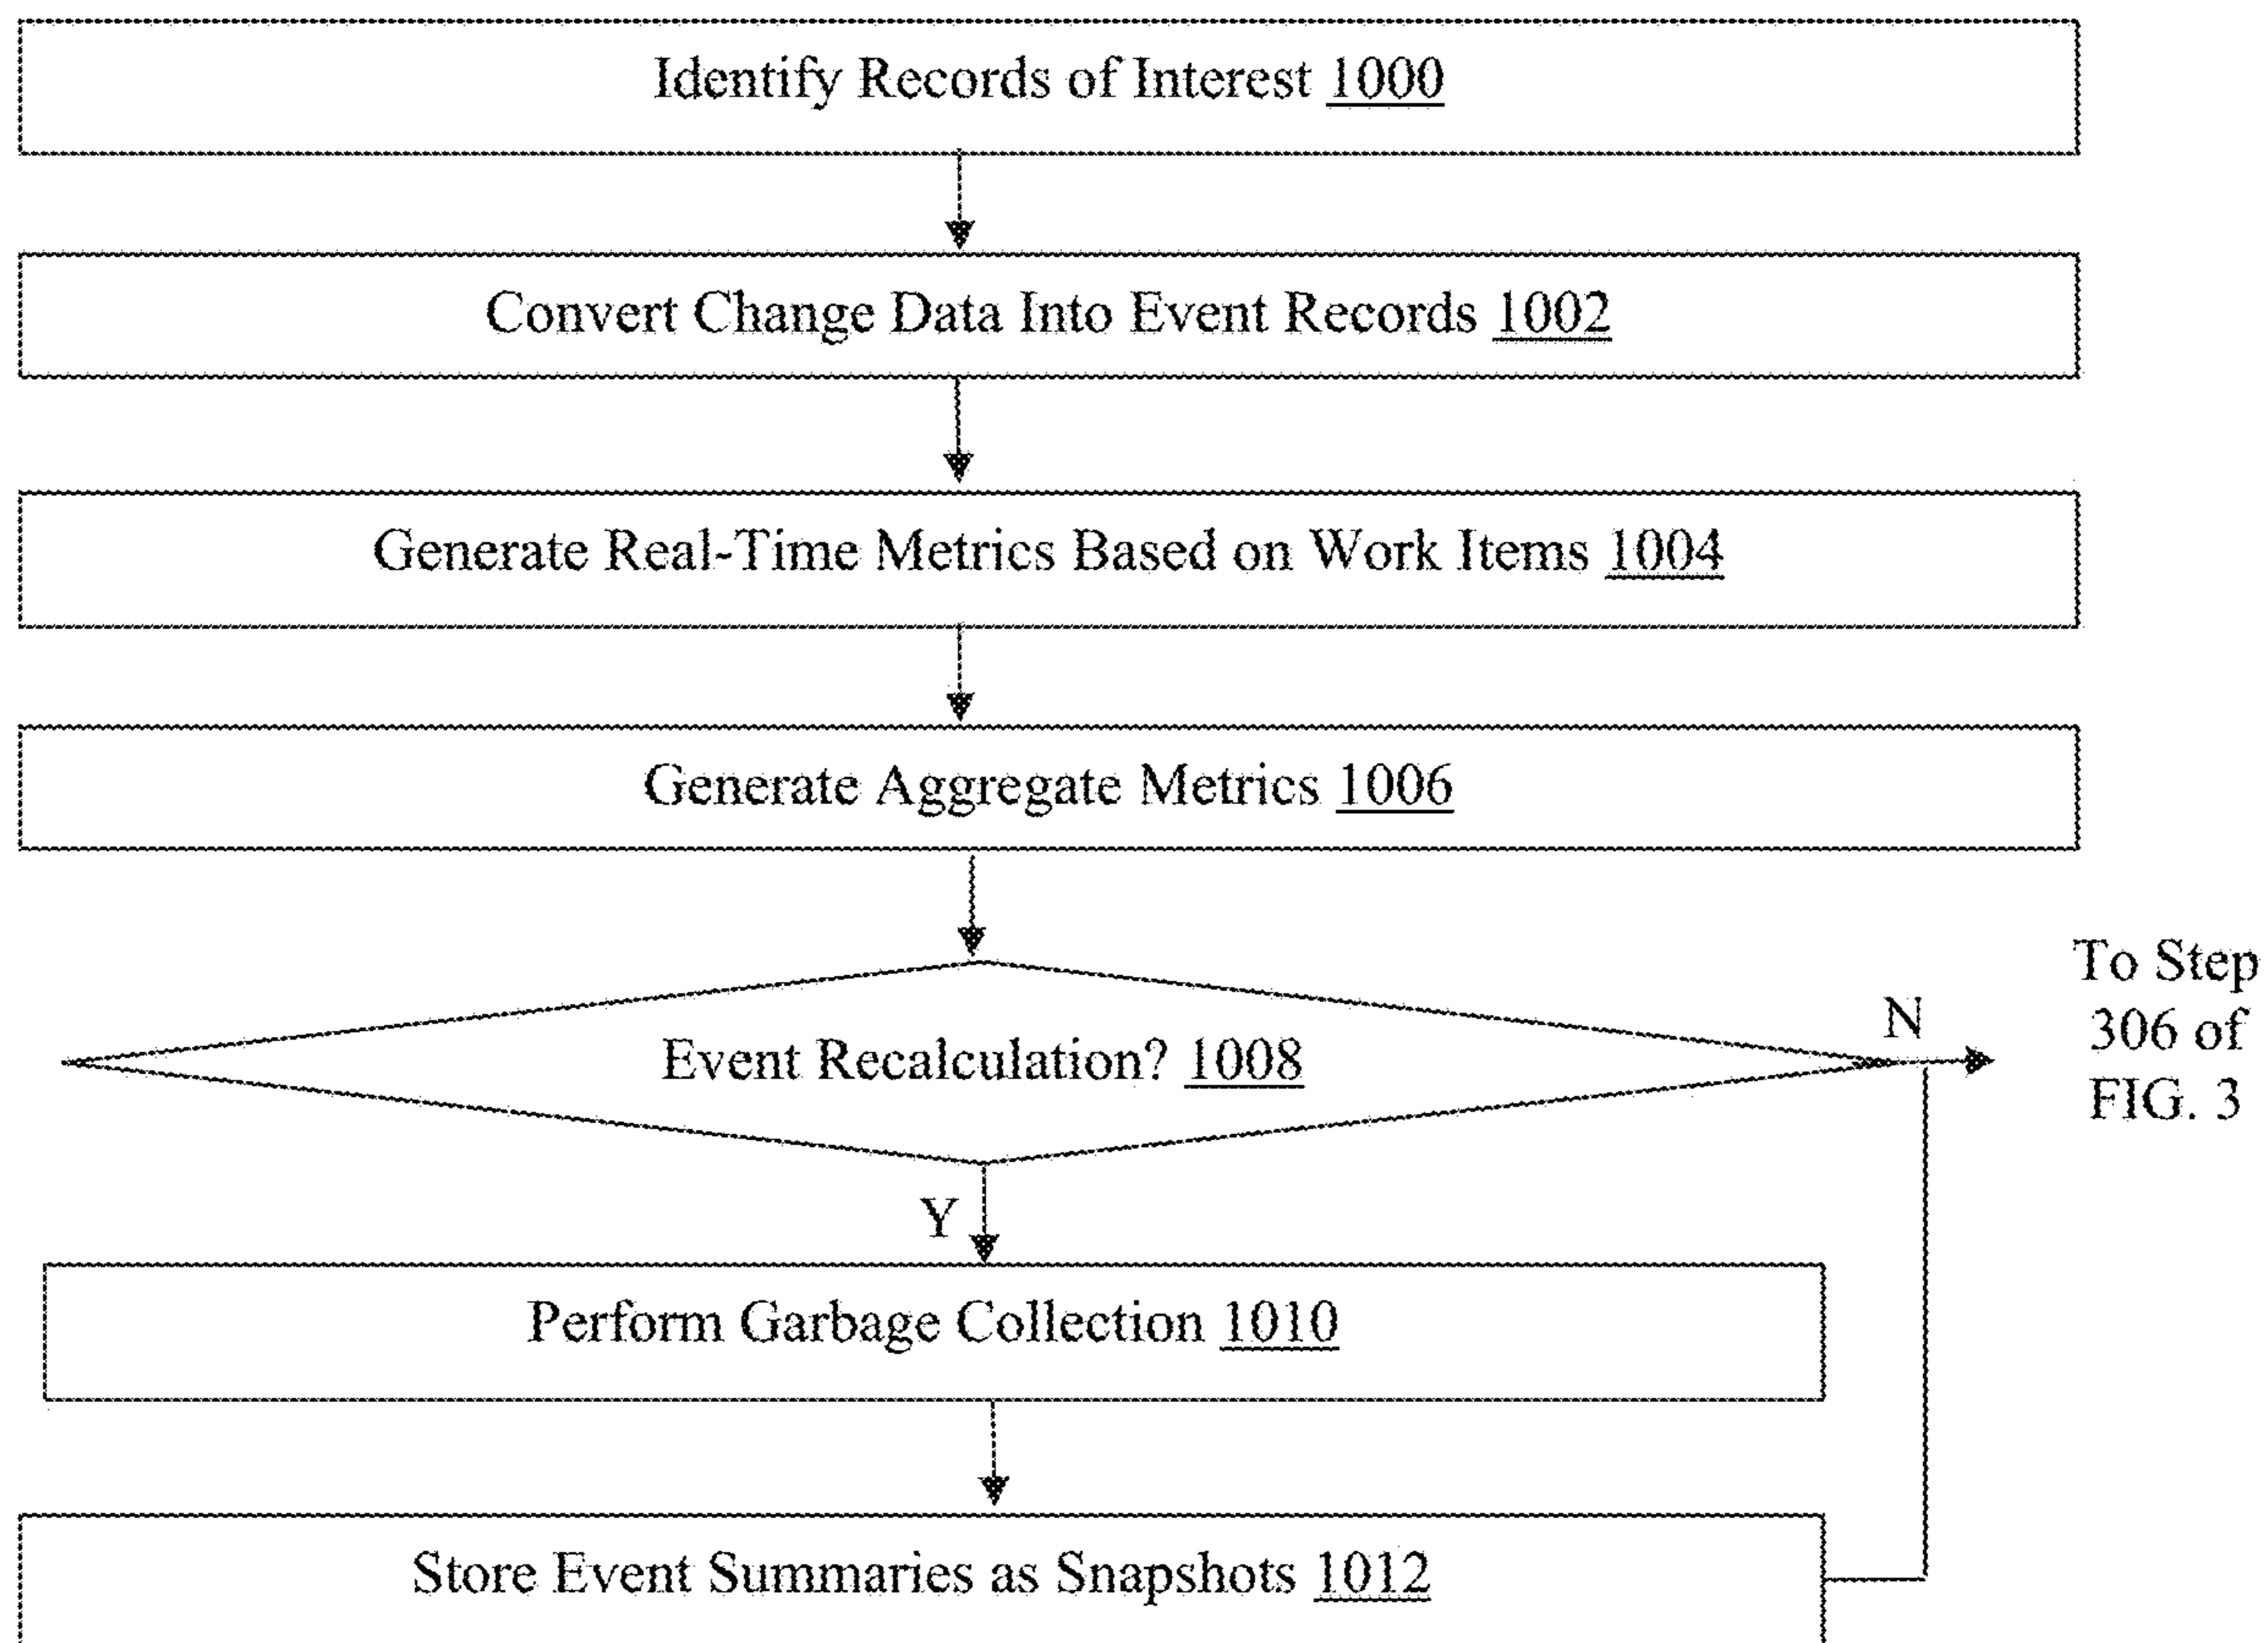 Identify Records of Interest 1000
Convert Change Data Into Event Records 1002
Generate Real-Time Metrics Based on Work Items 1004
Generate Aggregate Metrics 1006
Event Recalculation? 1008
N
To Step
306 of
FIG. 3
Y
Perform Garbage Collection 1010
Store Event Summaries as Snapshots 1012